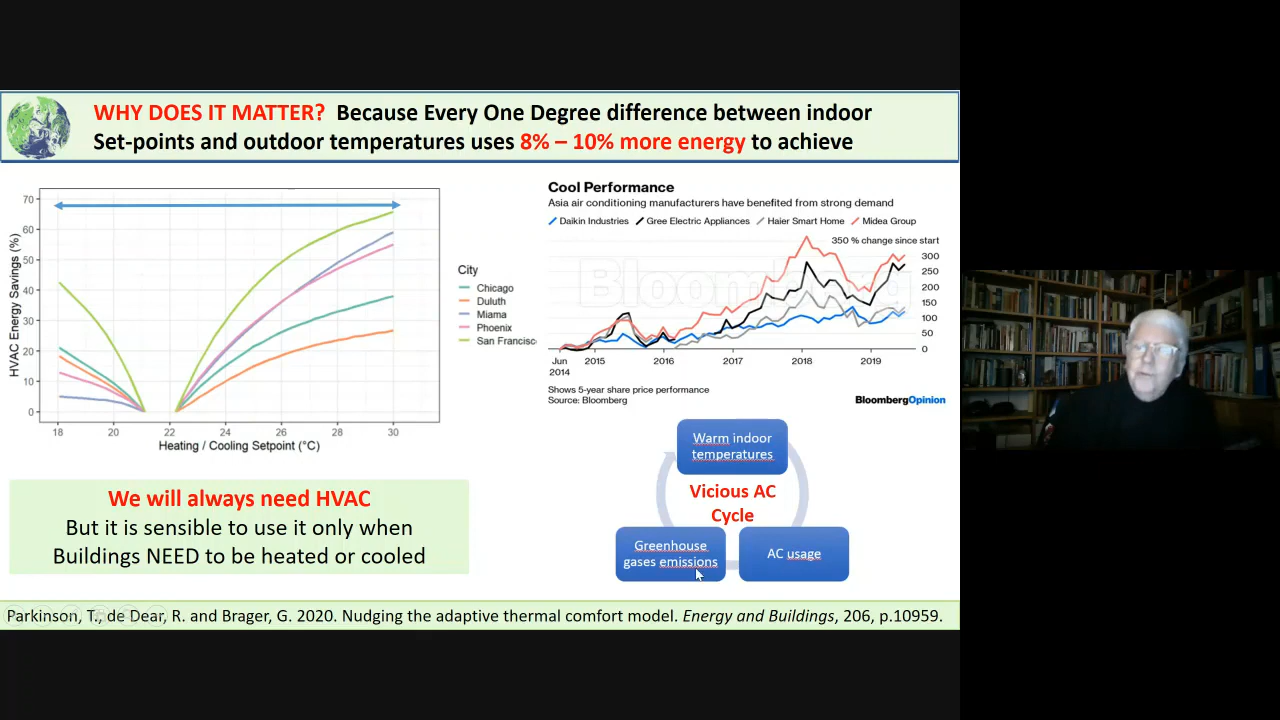 WHY DOES IT MATTER? Because Every One Degree difference between indoor
Set-points and outdoor temperatures uses 8% – 10% more energy to achieve
HVAC Energy Savings (%)
70
60
50
40
30
20
10
0
18
20
22
24
26
28
30
Heating / Cooling Setpoint (°C)
City
Chicago
Duluth
Miama
Phoenix
San Francisc
Cool Performance
Asia air conditioning manufacturers have benefited from strong demand
Daikin Industries Gree Electric Appliances Haier Smart Home Midea Group
350 % change since start
300
250
200
150
100
50
0
Bloomberg
Jun 2015 2016 2017 2018 2019
2014
Shows 5-year share price performance
Source: Bloomberg
BloombergOpinion
We will always need HVAC
But it is sensible to use it only when
Buildings NEED to be heated or cooled
Warm indoor
temperatures
Vicious AC
Cycle
Greenhouse
gases emissions
AC usage
Parkinson, T., de Dear, R. and Brager, G. 2020. Nudging the adaptive thermal comfort model. Energy and Buildings, 206, p.10959.